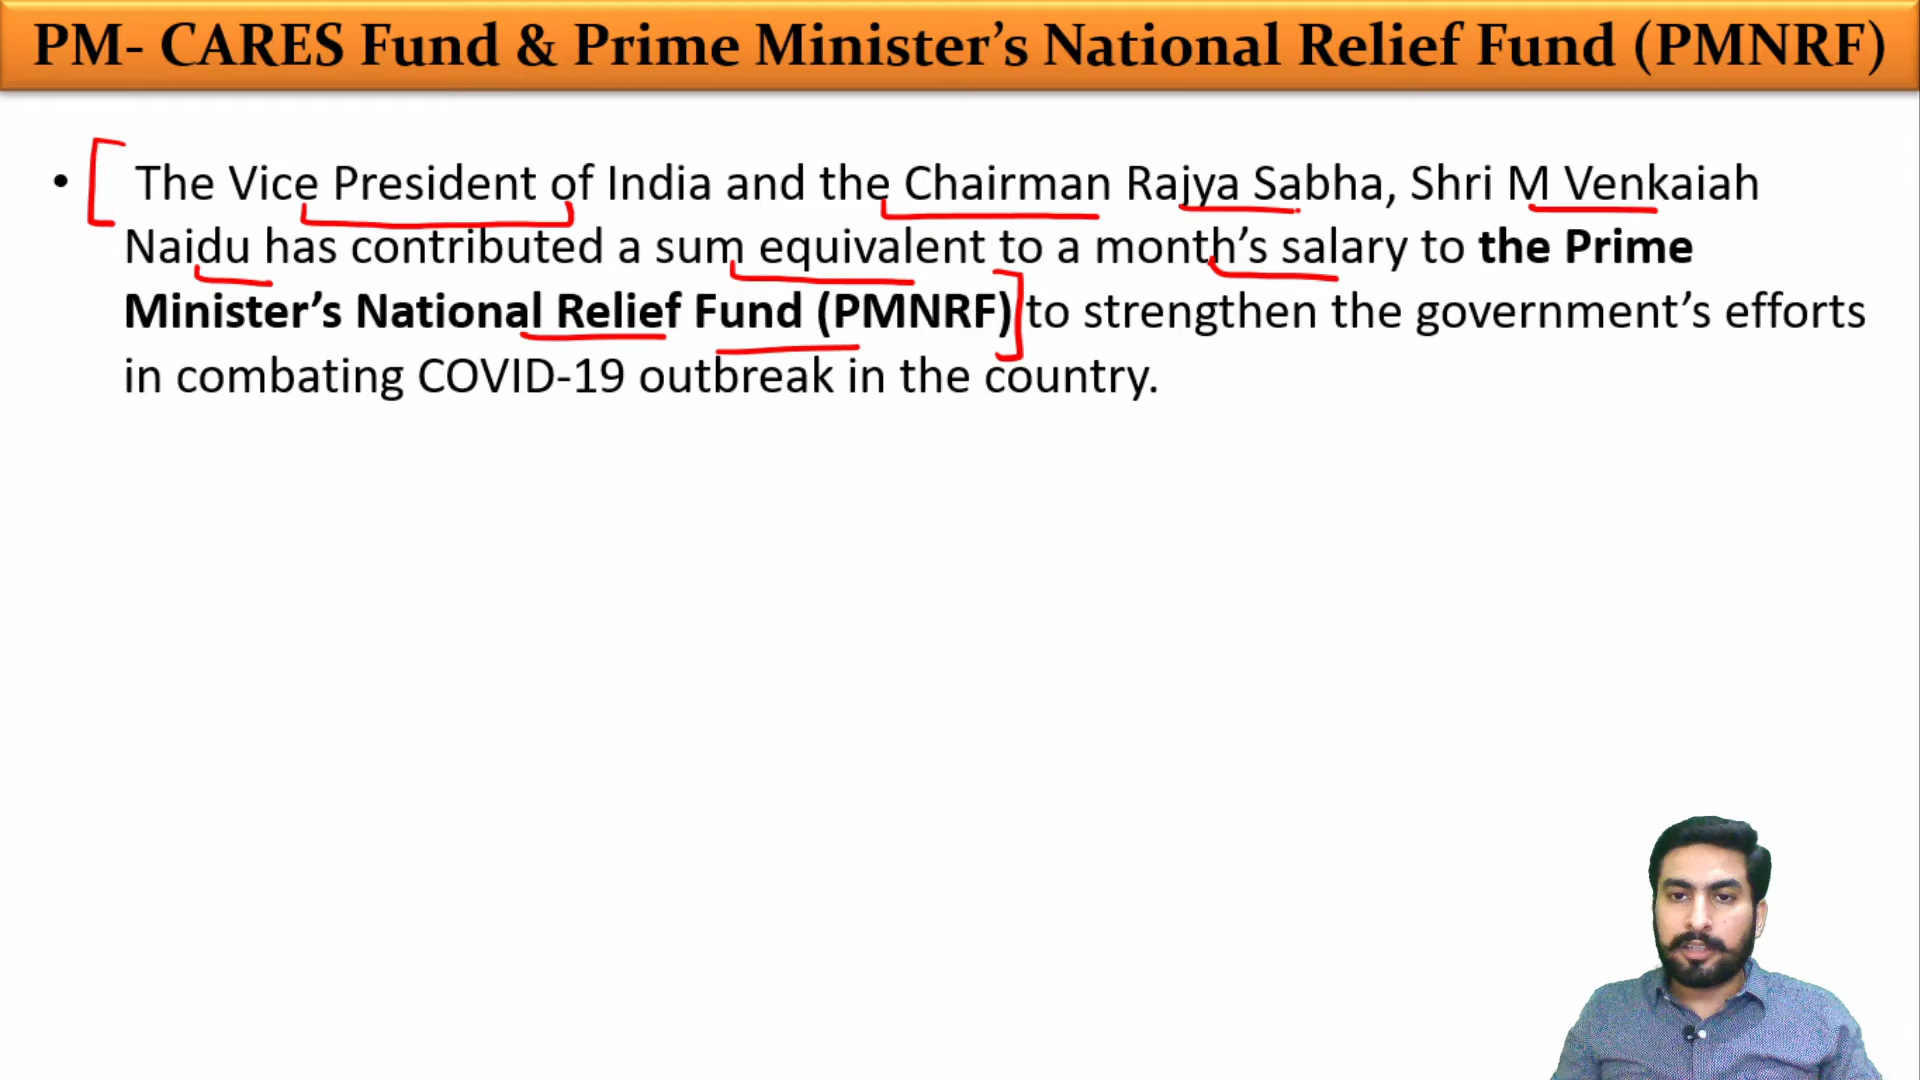 PM- CARES Fund & Prime Minister’s National Relief Fund (PMNRF)
• The Vice President of India and the Chairman Rajya Sabha, Shri M Venkaiah
Naidu has contributed a sum equivalent to a month’s salary to the Prime
Minister’s National Relief Fund (PMNRF) to strengthen the government’s efforts
in combating COVID-19 outbreak in the country.